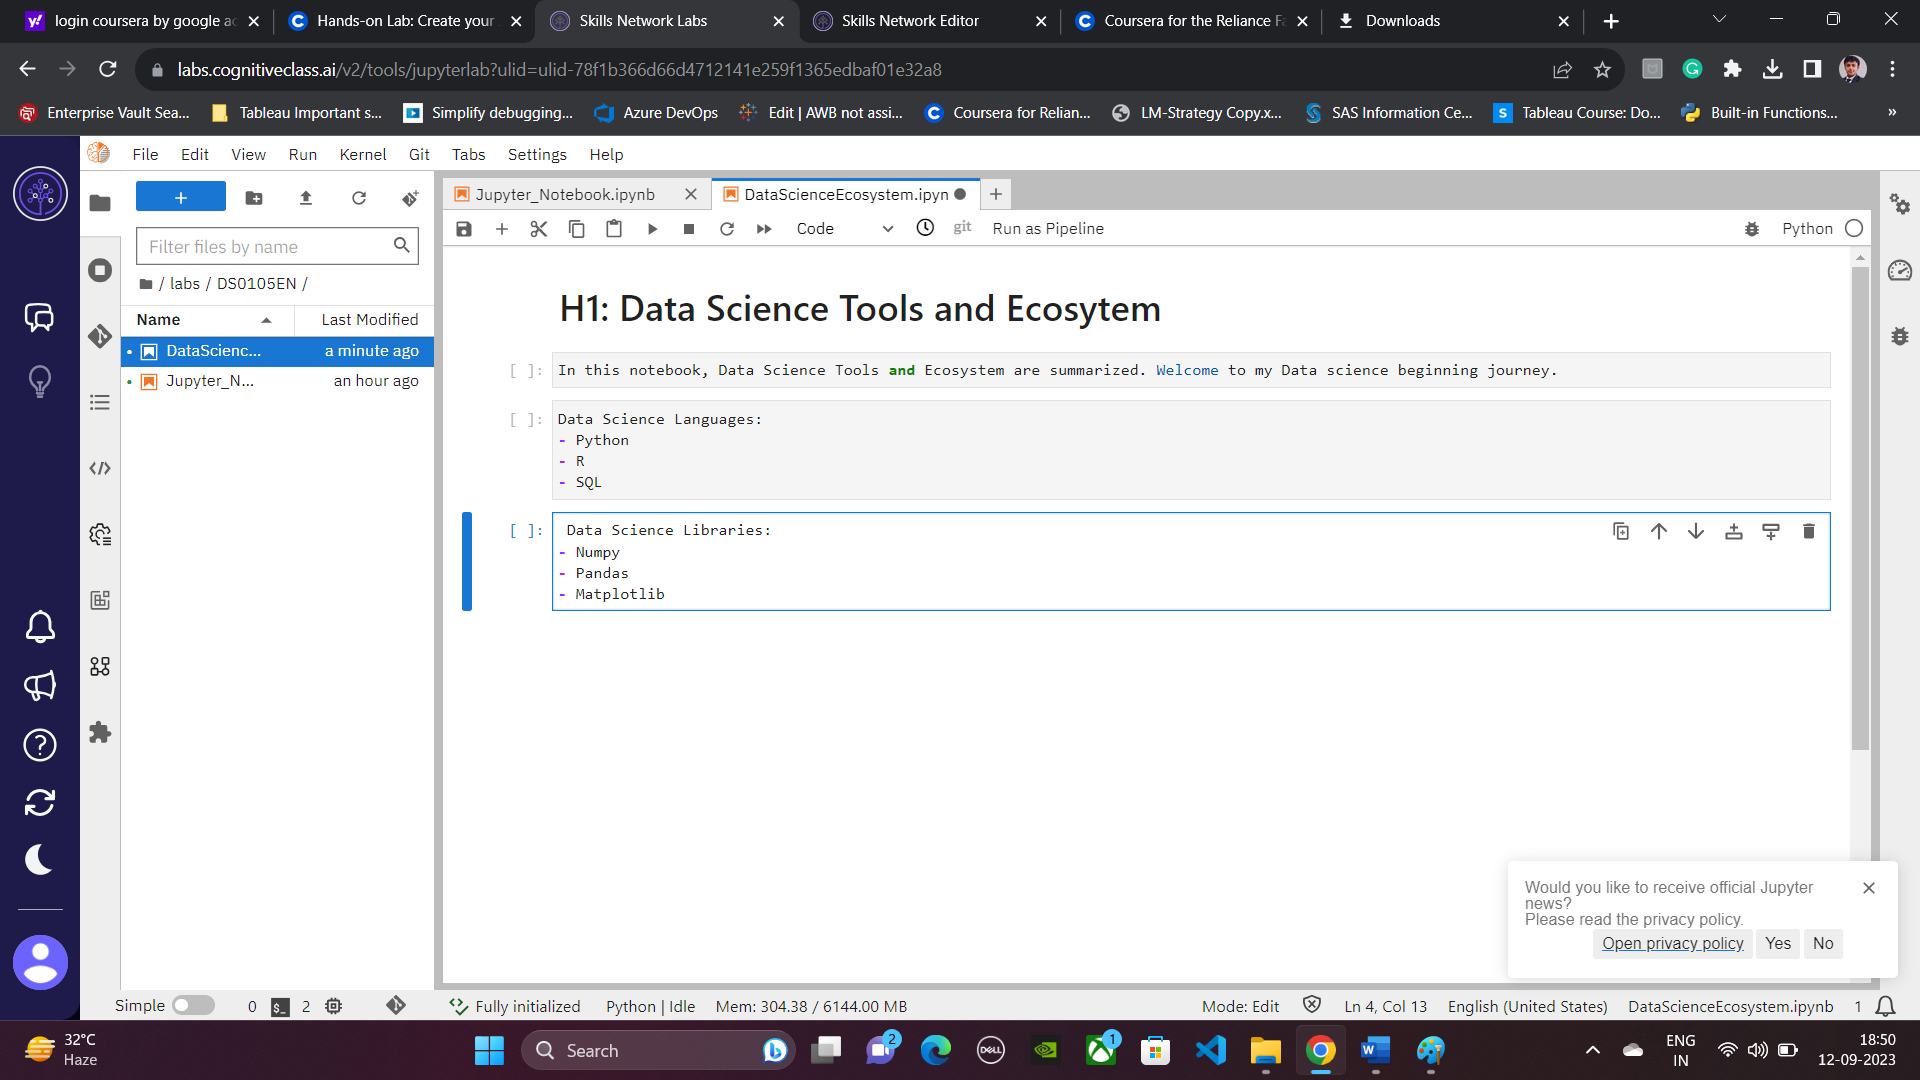 login coursera by google ac
Hands-on Lab: Create your
Skills Network Labs
Skills Network Editor
Coursera for the Reliance Fa
Downloads
labs.cognitiveclass.ai/v2/tools/jupyterlab?ulid=ulid-78f1b366d66d4712141e259f1365edbaf01e32a8
Enterprise Vault Sea...
Tableau Important s...
Simplify debugging...
Azure DevOps
Edit | AWB not assi...
Coursera for Relian...
LM-Strategy Copy.x...
SAS Information Ce...
Tableau Course: Do...
Built-in Functions...
»
File Edit View Run Kernel Git Tabs Settings Help
Jupyter_Notebook.ipynb
DataScienceEcosystem.ipyn
Filter files by name
Code
git
Run as Pipeline
Python
/ labs / DS0105EN /
Name Last Modified
DataScienc... a minute ago
Jupyter_N... an hour ago
H1: Data Science Tools and Ecosytem
[ ]: In this notebook, Data Science Tools and Ecosystem are summarized. Welcome to my Data science beginning journey.
[ ]: Data Science Languages:
- Python
- R
- SQL
[ ]: Data Science Libraries:
- Numpy
- Pandas
- Matplotlib
Would you like to receive official Jupyter
news?
Please read the privacy policy.
Open privacy policy Yes No
Simple 0 $_ 2 Fully initialized Python | Idle Mem: 304.38 / 6144.00 MB Mode: Edit Ln 4, Col 13 English (United States) DataScienceEcosystem.ipynb 1
32°C
Haze
Search
2
DELL
1
W
ENG
IN
18:50
12-09-2023